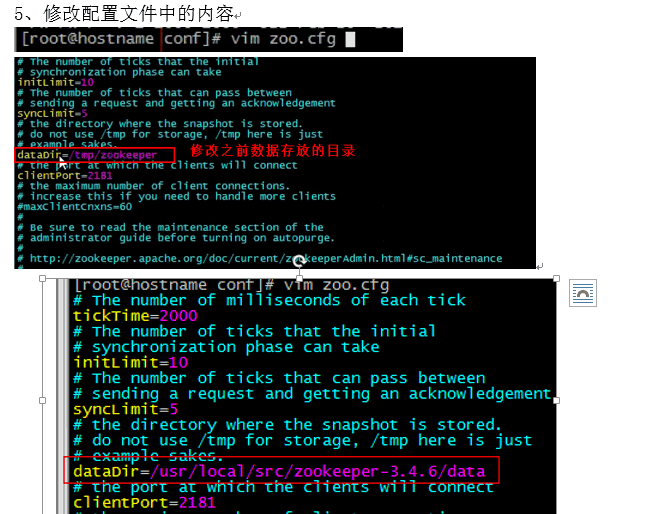 5、修改配置文件中的内容
[root@hostname conf]# vim zoo.cfg
# The number of ticks that the initial
# synchronization phase can take
initLimit=10
# The number of ticks that can pass between
# sending a request and getting an acknowledgement
syncLimit=5
# the directory where the snapshot is stored.
# do not use /tmp for storage, /tmp here is just
# example sakes.
dataDir=/tmp/zookeeper 修改之前数据存放的目录
# the port at which the clients will connect
clientPort=2181
# the maximum number of client connections.
# increase this if you need to handle more clients
#maxClientCnxns=60
#
# Be sure to read the maintenance section of the
# administrator guide before turning on autopurge.
#
# http://zookeeper.apache.org/doc/current/zookeeperAdmin.html#sc_maintenance
[root@hostname conf]# vim zoo.cfg
# The number of milliseconds of each tick
tickTime=2000
# The number of ticks that the initial
# synchronization phase can take
initLimit=10
# The number of ticks that can pass between
# sending a request and getting an acknowledgement
syncLimit=5
# the directory where the snapshot is stored.
# do not use /tmp for storage, /tmp here is just
# example sakes.
dataDir=/usr/local/src/zookeeper-3.4.6/data
# the port at which the clients will connect
clientPort=2181